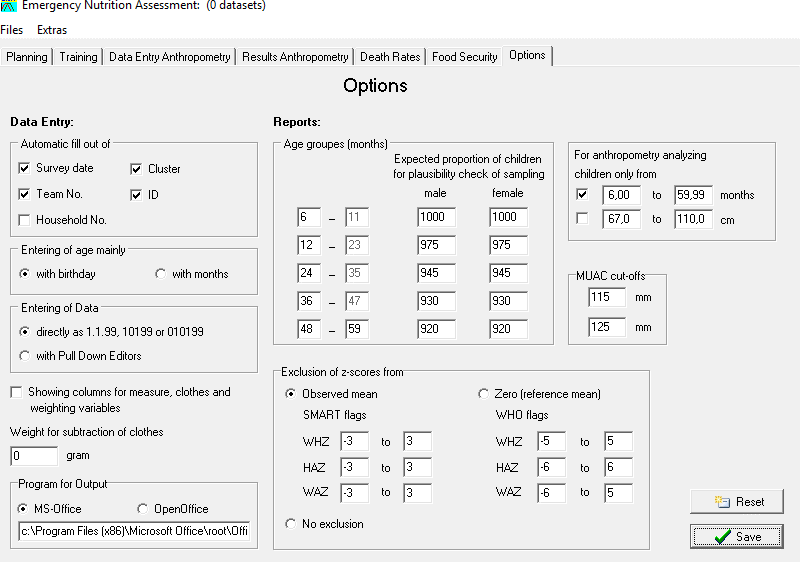 Emergency Nutrition Assessment: (0 datasets)
Files Extras
Planning Training Data Entry Anthropometry Results Anthropometry Death Rates Food Security Options
Options
Data Entry:
Automatic fill out of
Survey date Cluster
Team No. ID
Household No.
Entering of age mainly
with birthday with months
Entering of Data
directly as 1.1.99, 10199 or 010199
with Pull Down Editors
Showing columns for measure, clothes and
weighting variables
Weight for subtraction of clothes
0 gram
Program for Output
MS-Office OpenOffice
c:\Program Files (x86)\Microsoft Office\root\Offi
Reports:
Age groupes (months)
Expected proportion of children
for plausibility check of sampling
male female
6 - 11 1000 1000
12 - 23 975 975
24 - 35 945 945
36 - 47 930 930
48 - 59 920 920
For anthropometry analyzing
children only from
6,00 to 59,99 months
67,0 to 110,0 cm
MUAC cut-offs
115 mm
125 mm
Exclusion of z-scores from
Observed mean Zero (reference mean)
SMART flags WHO flags
WHZ -3 to 3 WHZ -5 to 5
HAZ -3 to 3 HAZ -6 to 6
WAZ -3 to 3 WAZ -6 to 5
No exclusion
Reset
Save